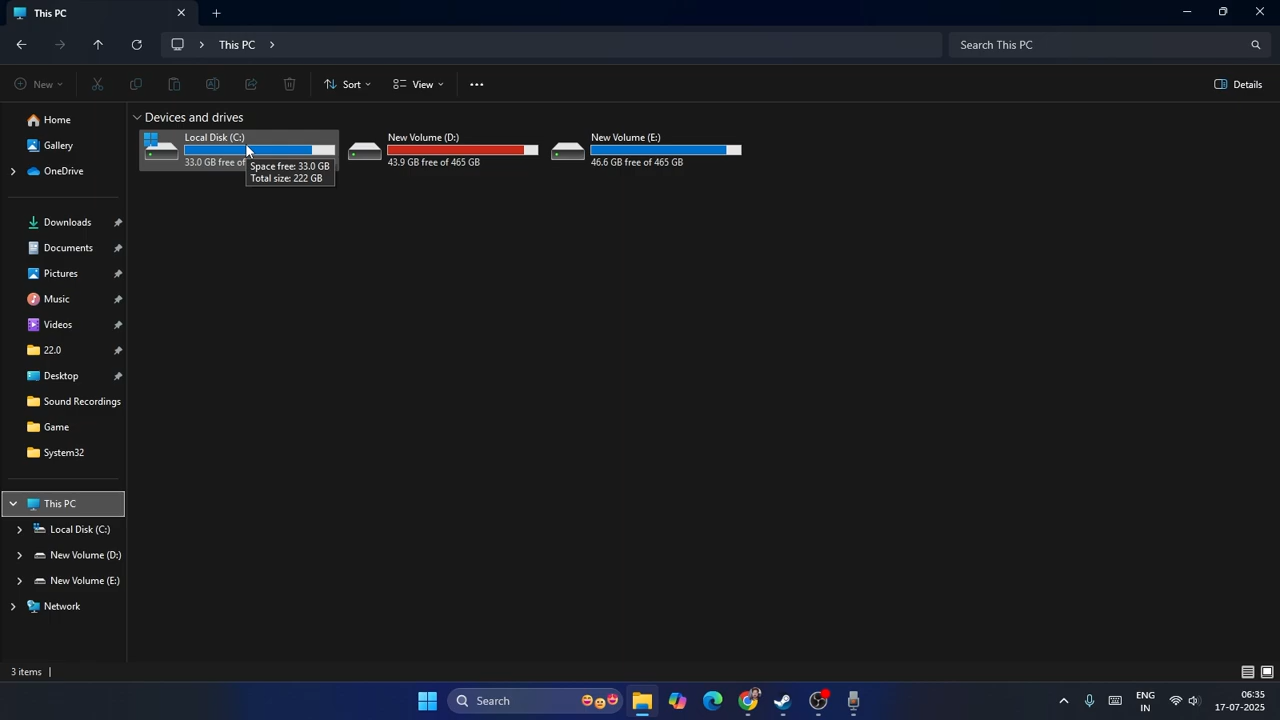 This PC
This PC
Search This PC
New
Sort
View
Details
Home
Gallery
OneDrive
Downloads
Documents
Pictures
Music
Videos
22.0
Desktop
Sound Recordings
Game
System32
This PC
Local Disk (C:)
New Volume (D:)
New Volume (E:)
Network
Devices and drives
Local Disk (C:)
33.0 GB free of
Space free: 33.0 GB
Total size: 222 GB
New Volume (D:)
43.9 GB free of 465 GB
New Volume (E:)
46.6 GB free of 465 GB
3 items
Search
ENG
IN
06:35
17-07-2025